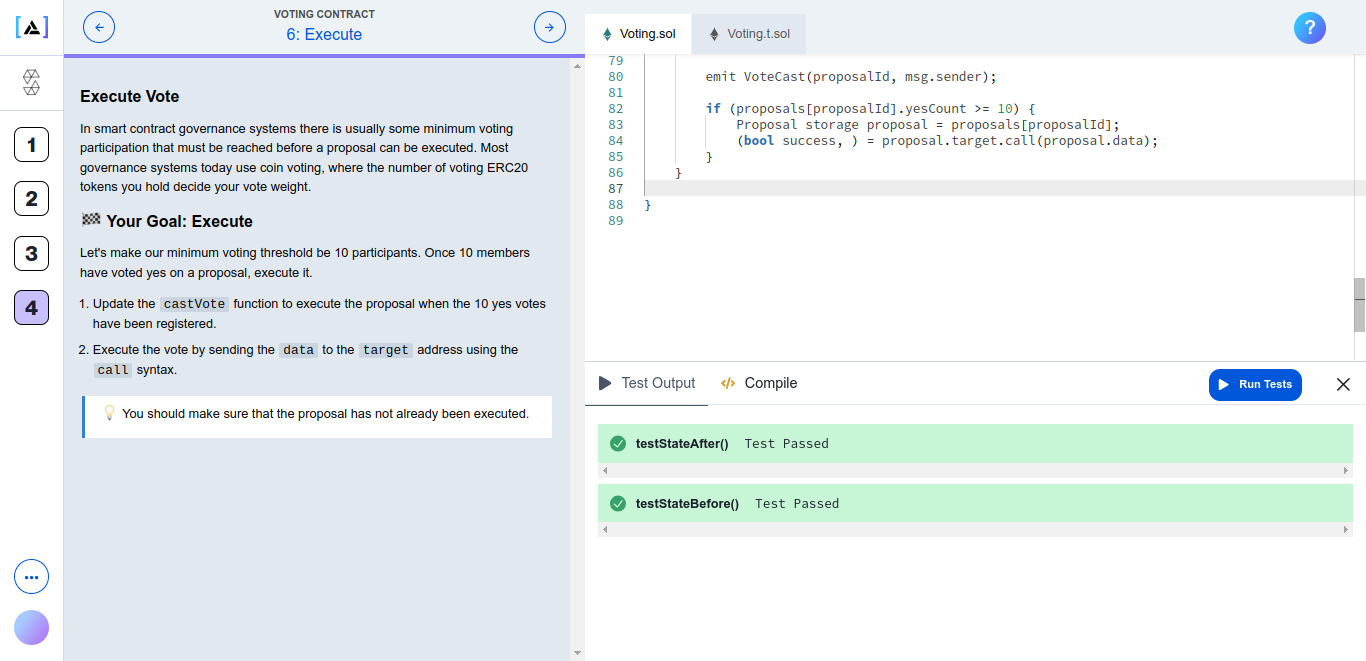 VOTING CONTRACT
6: Execute
1
2
3
4
Execute Vote
In smart contract governance systems there is usually some minimum voting
participation that must be reached before a proposal can be executed. Most
governance systems today use coin voting, where the number of voting ERC20
tokens you hold decide your vote weight.
🏁 Your Goal: Execute
Let's make our minimum voting threshold be 10 participants. Once 10 members
have voted yes on a proposal, execute it.
1. Update the castVote function to execute the proposal when the 10 yes votes
have been registered.
2. Execute the vote by sending the data to the target address using the
call syntax.
💡 You should make sure that the proposal has not already been executed.
Voting.sol
Voting.t.sol
?
79
80 emit VoteCast(proposalId, msg.sender);
81
82 if (proposals[proposalId].yesCount >= 10) {
83 Proposal storage proposal = proposals[proposalId];
84 (bool success, ) = proposal.target.call(proposal.data);
85 }
86 }
87
88 }
89
Test Output
</> Compile
Run Tests
testStateAfter() Test Passed
testStateBefore() Test Passed